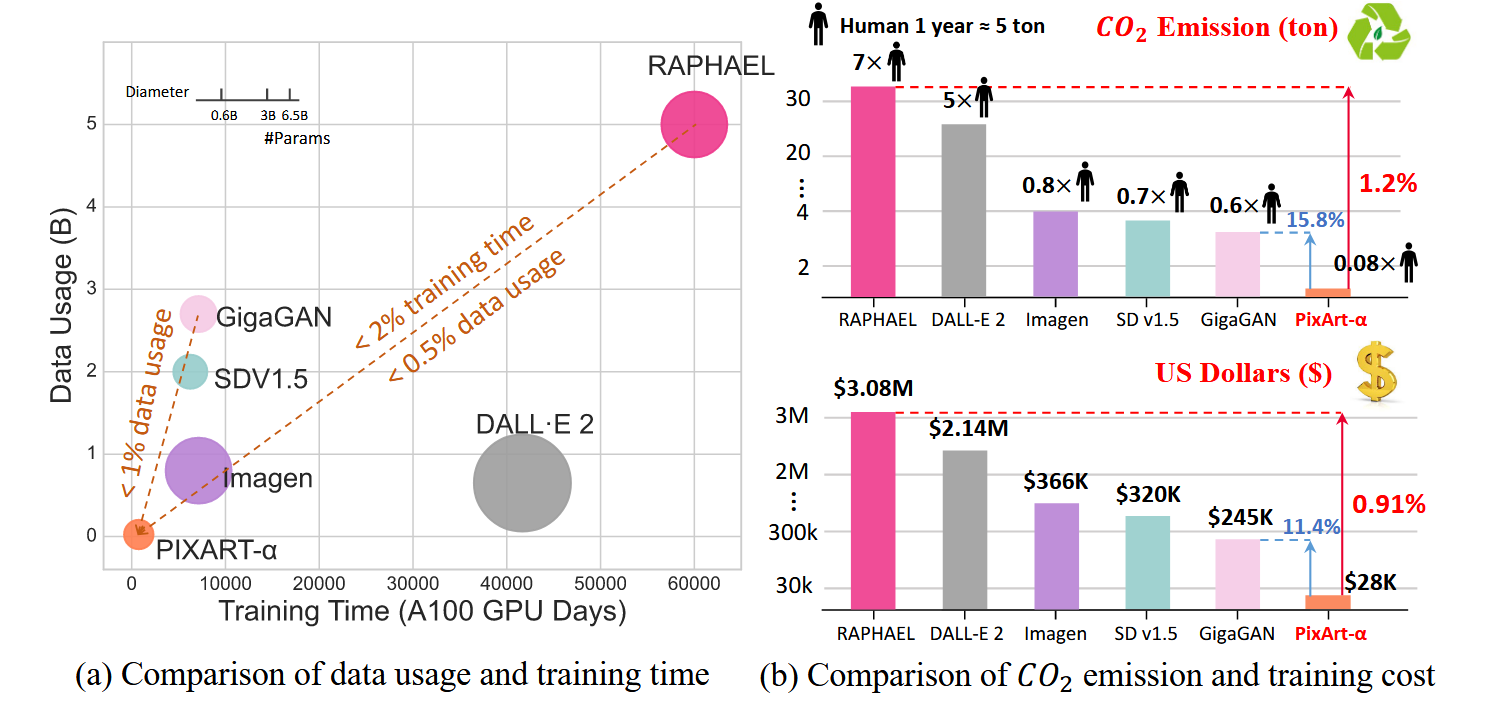 RAPHAEL
Diameter
0.6B 3B 6.5B
#Params
5
4
3
2
1
0
Data Usage (B)
GigaGAN
SDV1.5
Imagen
PIXART-α
DALL·E 2
< 1% data usage
< 2% training time
< 0.5% data usage
0 10000 20000 30000 40000 50000 60000
Training Time (A100 GPU Days)
(a) Comparison of data usage and training time
Human 1 year ≈ 5 ton
CO₂ Emission (ton)
7×
5×
0.8×
0.7×
0.6×
0.08×
30
20
⋮
4
2
15.8%
1.2%
RAPHAEL DALL-E 2 Imagen SD v1.5 GigaGAN PixArt-α
US Dollars ($)
$
$3.08M
$2.14M
$366K
$320K
$245K
$28K
3M
2M
⋮
300k
30k
11.4%
0.91%
RAPHAEL DALL-E 2 Imagen SD v1.5 GigaGAN PixArt-α
(b) Comparison of CO₂ emission and training cost